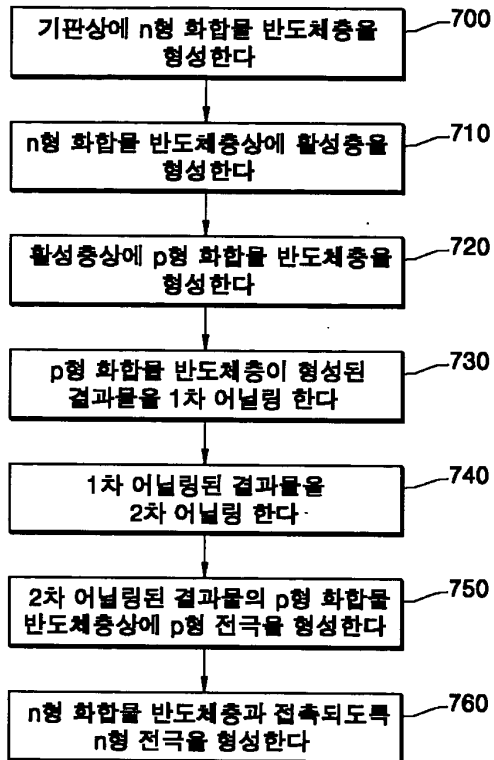 기판상에 n형 화합물 반도체층을
형성한다
700
n형 화합물 반도체층상에 활성층을
형성한다
710
활성층상에 p형 화합물 반도체층을
형성한다
720
p형 화합물 반도체층이 형성된
결과물을 1차 어닐링 한다
730
1차 어닐링된 결과물을
2차 어닐링 한다
740
2차 어닐링된 결과물의 p형 화합물
반도체층상에 p형 전극을 형성한다
750
n형 화합물 반도체층과 접촉되도록
n형 전극을 형성한다
760